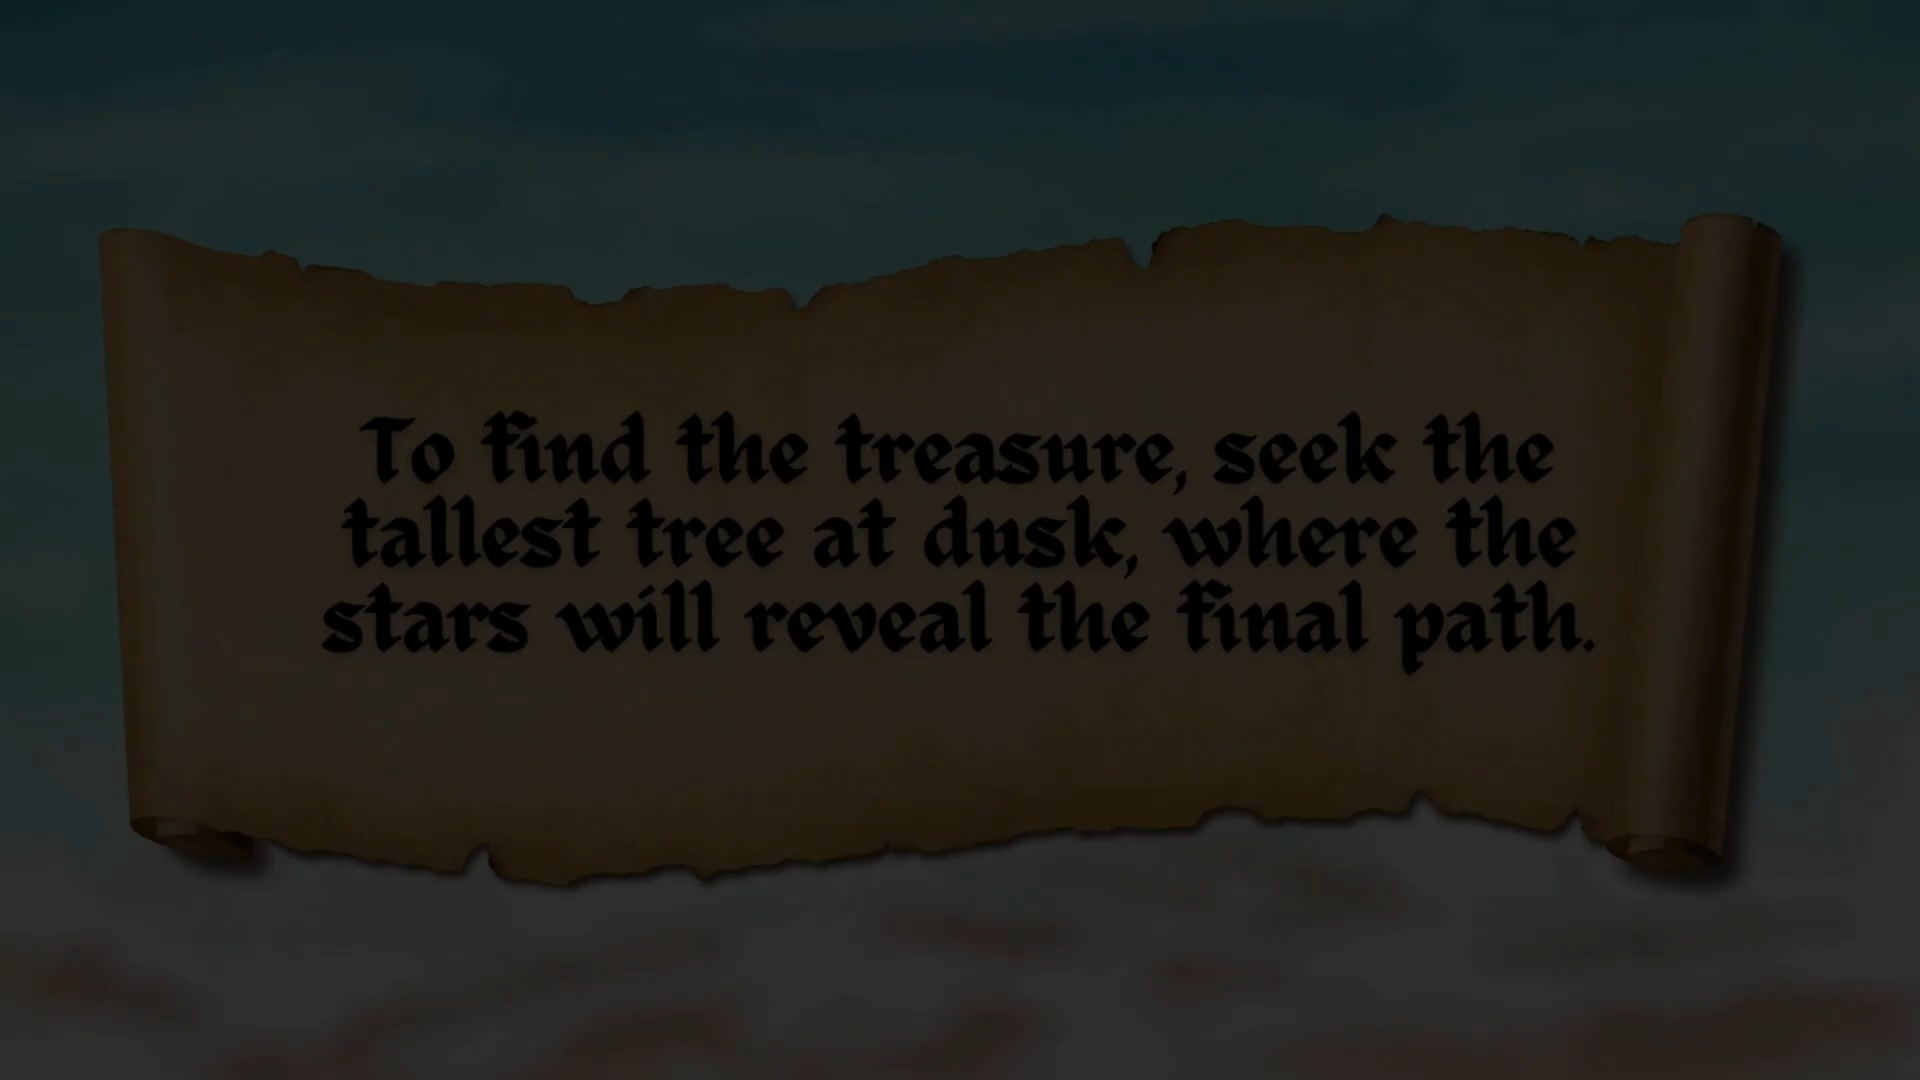 To find the treasure, seek the
tallest tree at dusk, where the
stars will reveal the final path.